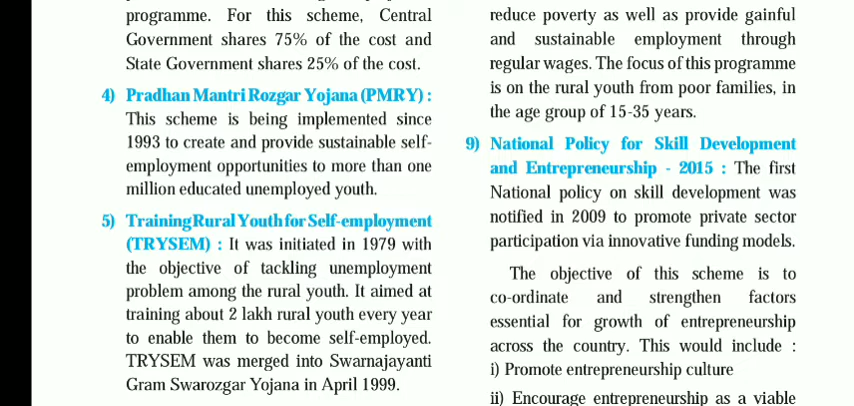 programme. For this scheme, Central
Government shares 75% of the cost and
State Government shares 25% of the cost.
4) Pradhan Mantri Rozgar Yojana (PMRY) :
This scheme is being implemented since
1993 to create and provide sustainable self-
employment opportunities to more than one
million educated unemployed youth.
5) Training Rural Youth for Self-employment
(TRYSEM) : It was initiated in 1979 with
the objective of tackling unemployment
problem among the rural youth. It aimed at
training about 2 lakh rural youth every year
to enable them to become self-employed.
TRYSEM was merged into Swarnajayanti
Gram Swarozgar Yojana in April 1999.
reduce poverty as well as provide gainful
and sustainable employment through
regular wages. The focus of this programme
is on the rural youth from poor families, in
the age group of 15-35 years.
9) National Policy for Skill Development
and Entrepreneurship - 2015 : The first
National policy on skill development was
notified in 2009 to promote private sector
participation via innovative funding models.
The objective of this scheme is to
co-ordinate and strengthen factors
essential for growth of entrepreneurship
across the country. This would include :
i) Promote entrepreneurship culture
ii) Encourage entrepreneurship as a viable